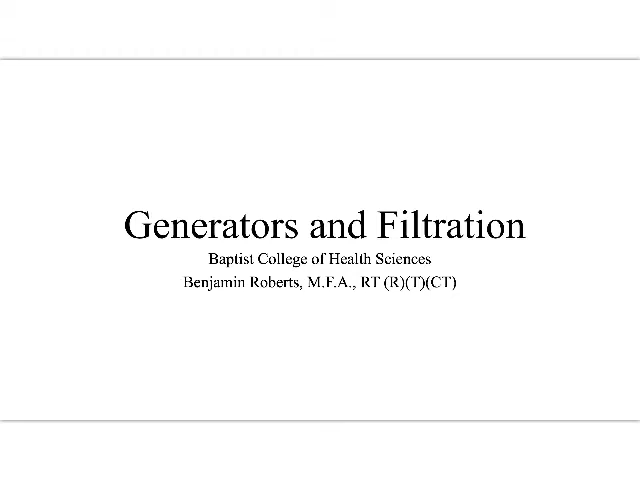 Generators and Filtration
Baptist College of Health Sciences
Benjamin Roberts, M.F.A., RT (R)(T)(CT)